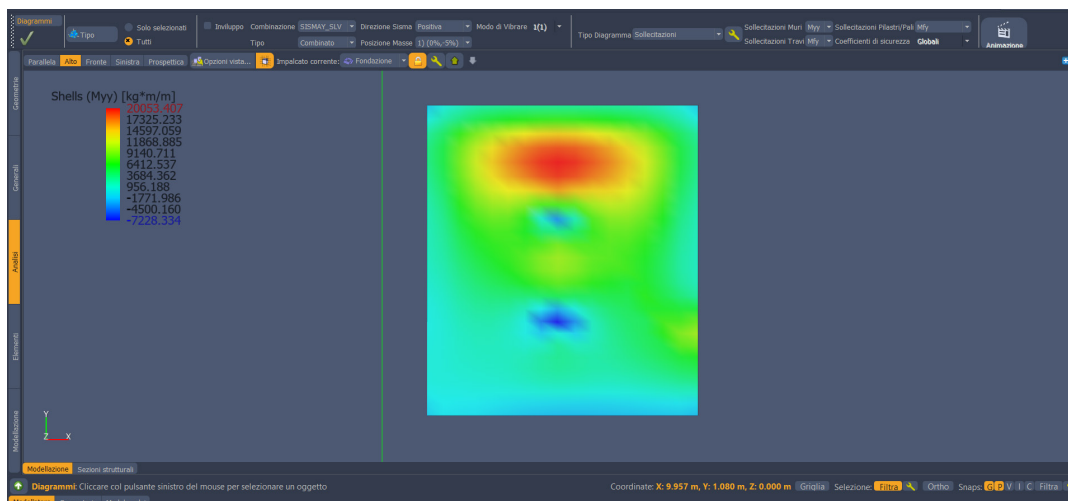 Diagrammi
Tipo
Solo selezionati
Tutti
Inviluppo Combinazione SISMAY_SLV Direzione Sisma Positiva Modo di Vibrare 1(1)
Tipo Combinato Posizione Masse 1) (0%,-5%)
Tipo Diagramma Sollecitazioni
Sollecitazioni Muri Myy Sollecitazioni Pilastri/Pali Mfy
Sollecitazioni Travi Mfy Coefficienti di sicurezza Globali
Animazione
Parallela Alto Fronte Sinistra Prospettica Opzioni vista... Impalcato corrente: Fondazione
Geometrie
Generali
Analisi
Elementi
Modellazione
Shells (Myy) [kg*m/m]
20053.407
17325.233
14597.059
11868.885
9140.711
6412.537
3684.362
956.188
-1771.986
-4500.160
-7228.334
Y
Z X
Modellazione Sezioni strutturali
Diagrammi: Cliccare col pulsante sinistro del mouse per selezionare un oggetto
Coordinate: X: 9.957 m, Y: 1.080 m, Z: 0.000 m Griglia Selezione: Filtra Ortho Snaps: G P V I C Filtra